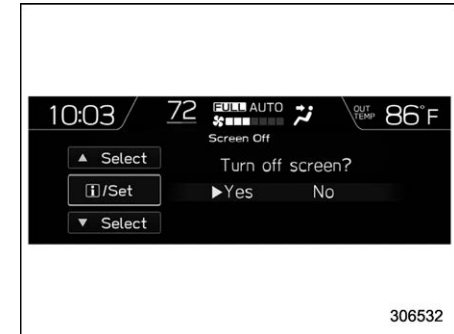 10:03 72 FULL AUTO OUT TEMP 86°F
Screen Off
▲ Select
Turn off screen?
i/Set
▶Yes No
▼ Select
306532